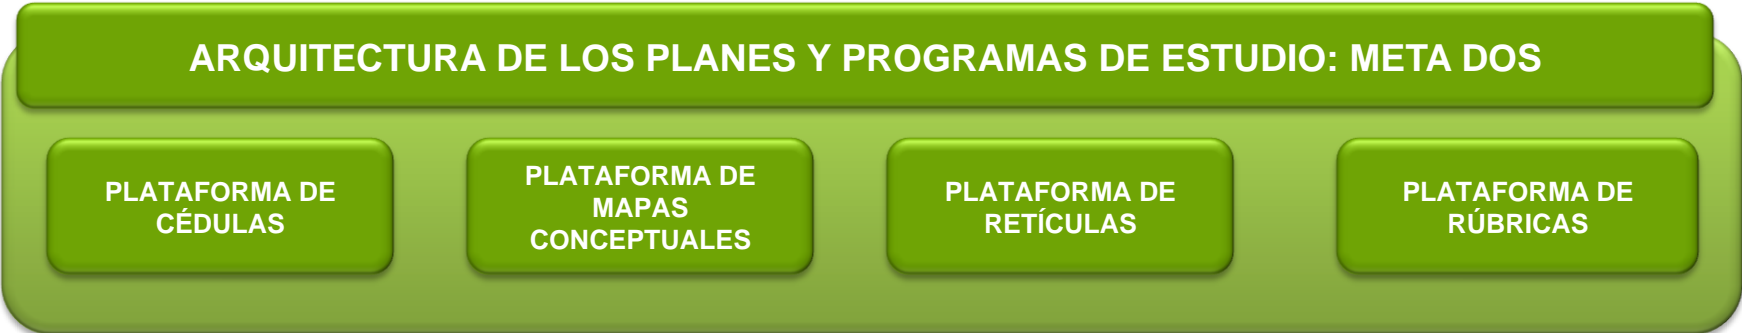 ARQUITECTURA DE LOS PLANES Y PROGRAMAS DE ESTUDIO: META DOS
PLATAFORMA DE
CÉDULAS
PLATAFORMA DE
MAPAS
CONCEPTUALES
PLATAFORMA DE
RETÍCULAS
PLATAFORMA DE
RÚBRICAS